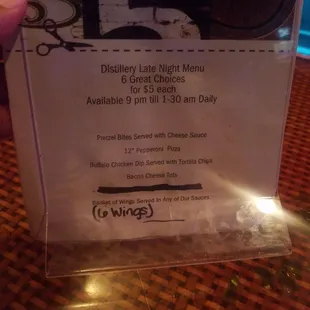 5
Distillery Late Night Menu
6 Great Choices
for $5 each
Available 9 pm till 1-30 am Daily
Pretzel Bites Served with Cheese Sauce
12" Pepperoni Pizza
Buffalo Chicken Dip Served with Tortilla Chips
Bacon Cheese Tots
Basket of Wings Served in Any of Our Sauces
(6 Wings)